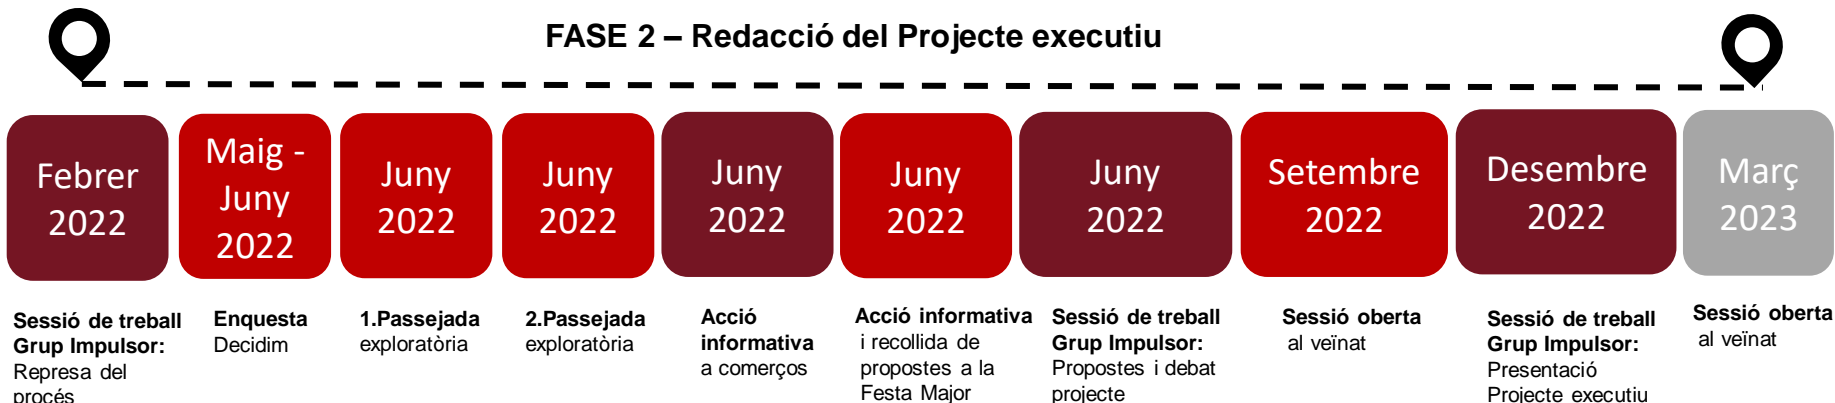 FASE 2 – Redacció del Projecte executiu
Febrer
2022
Maig -
Juny
2022
Juny
2022
Juny
2022
Juny
2022
Juny
2022
Juny
2022
Setembre
2022
Desembre
2022
Març
2023
Sessió de treball
Grup Impulsor:
Represa del
procés
Enquesta
Decidim
1.Passejada
exploratòria
2.Passejada
exploratòria
Acció
informativa
a comerços
Acció informativa
i recollida de
propostes a la
Festa Major
Sessió de treball
Grup Impulsor:
Propostes i debat
projecte
Sessió oberta
al veïnat
Sessió de treball
Grup Impulsor:
Presentació
Projecte executiu
Sessió oberta
al veïnat